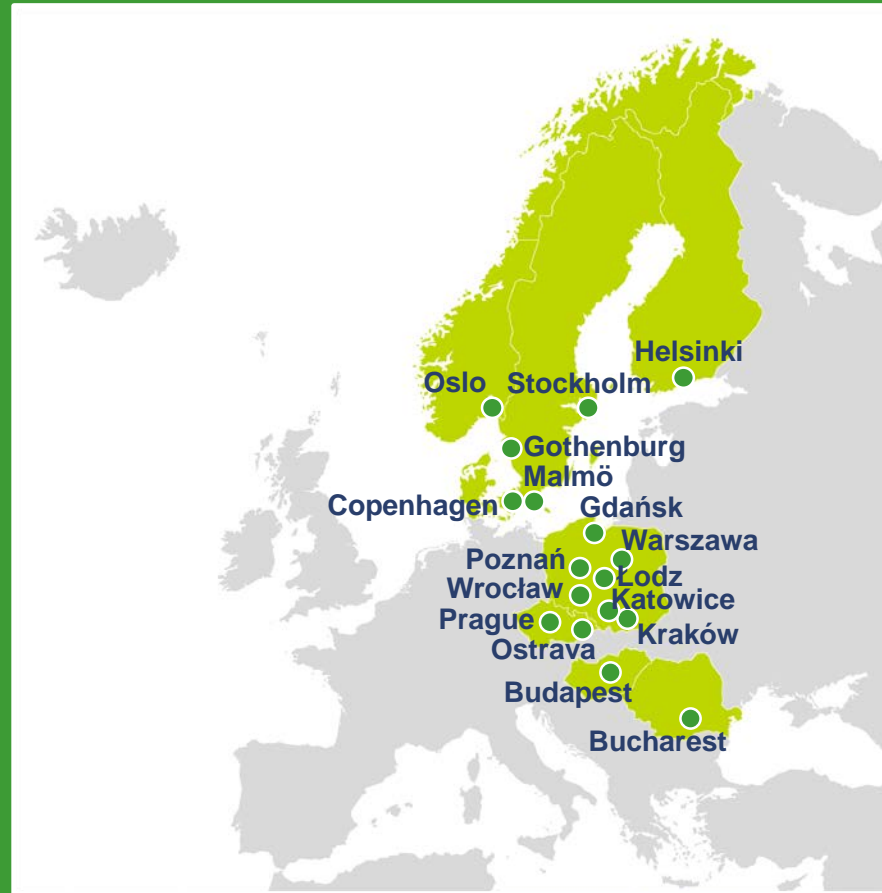 Helsinki
Oslo
Stockholm
Gothenburg
Malmö
Copenhagen
Gdańsk
Warszawa
Poznań
Łodz
Wrocław
Katowice
Prague
Kraków
Ostrava
Budapest
Bucharest